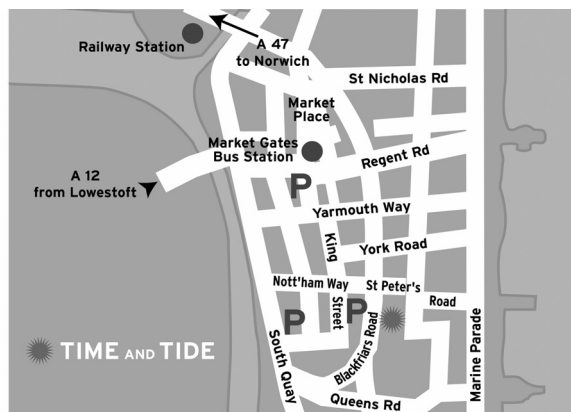 Railway Station
A 47
to Norwich
St Nicholas Rd
Market
Place
Market Gates
Bus Station
Regent Rd
A 12
from Lowestoft
P
Yarmouth Way
King
York Road
Nott'ham Way
St Peter's
Road
Street
P
P
Blackfriars Road
TIME AND TIDE
South Quay
Marine Parade
Queens Rd